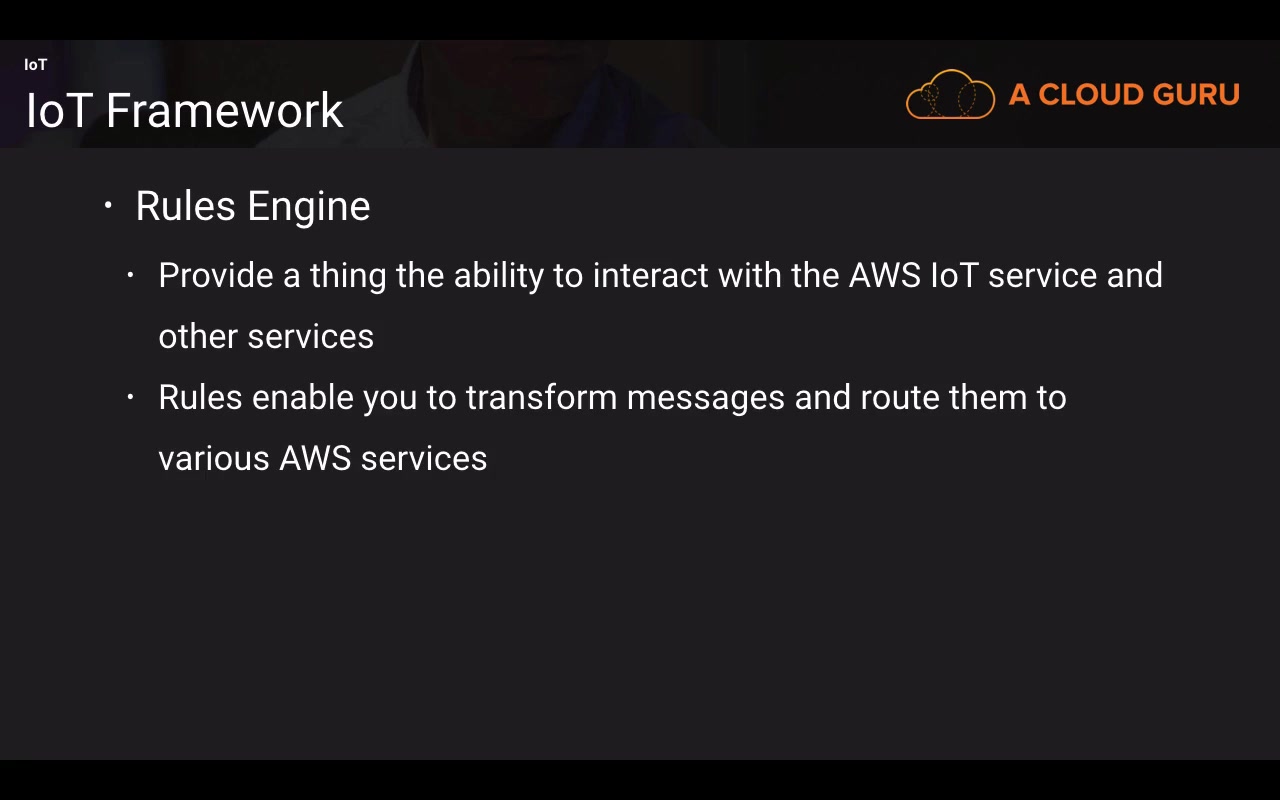 IoT
IoT Framework
A CLOUD GURU
• Rules Engine
• Provide a thing the ability to interact with the AWS IoT service and
other services
• Rules enable you to transform messages and route them to
various AWS services